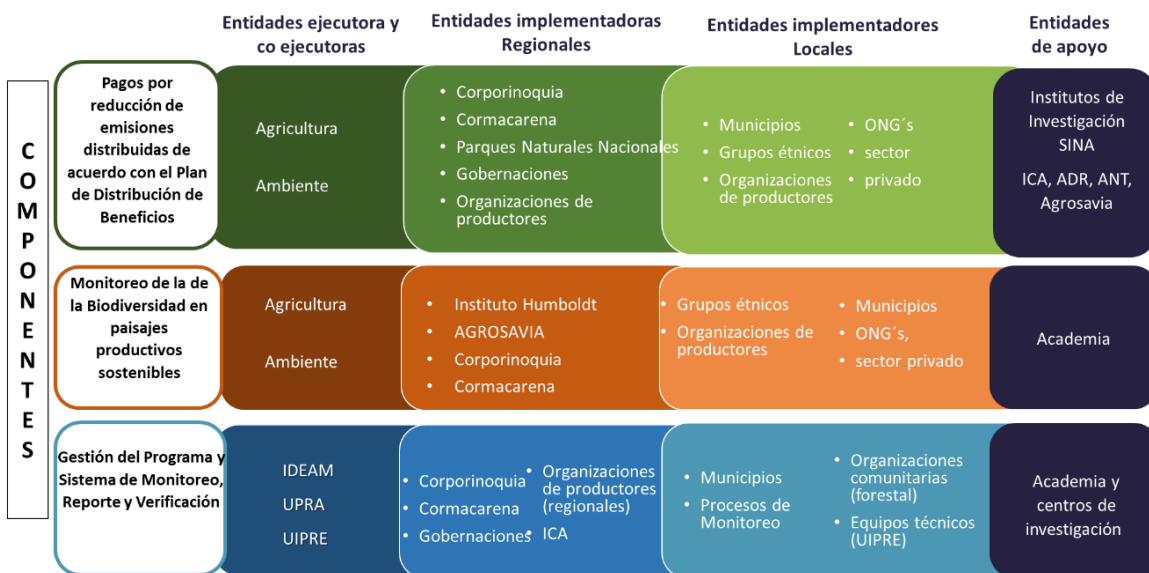 Entidades ejecutora y
co ejecutoras
Entidades implementadoras
Regionales
Entidades implementadores
Locales
Entidades
de apoyo
COMPONENTES
Pagos por
reducción de
emisiones
distribuidas de
acuerdo con el Plan
de Distribución de
Beneficios
Agricultura
Ambiente
• Corporinoquia
• Cormacarena
• Parques Naturales Nacionales
• Gobernaciones
• Organizaciones de
productores
• Municipios
• Grupos étnicos
• Organizaciones
de productores
• ONG´s
• sector
• privado
Institutos de
Investigación
SINA
ICA, ADR, ANT,
Agrosavia
Monitoreo de la de
la Biodiversidad en
paisajes
productivos
sostenibles
Agricultura
Ambiente
• Instituto Humboldt
• AGROSAVIA
• Corporinoquia
• Cormacarena
• Grupos étnicos
• Organizaciones de
productores
• Municipios
• ONG´s,
• sector privado
Academia
Gestión del Programa y
Sistema de Monitoreo,
Reporte y Verificación
IDEAM
UPRA
UIPRE
• Corporinoquia
• Cormacarena
• Gobernaciones
• Organizaciones
de productores
(regionales)
• ICA
• Municipios
• Procesos de
Monitoreo
• Organizaciones
comunitarias
(forestal)
• Equipos técnicos
(UIPRE)
Academia y
centros de
investigación